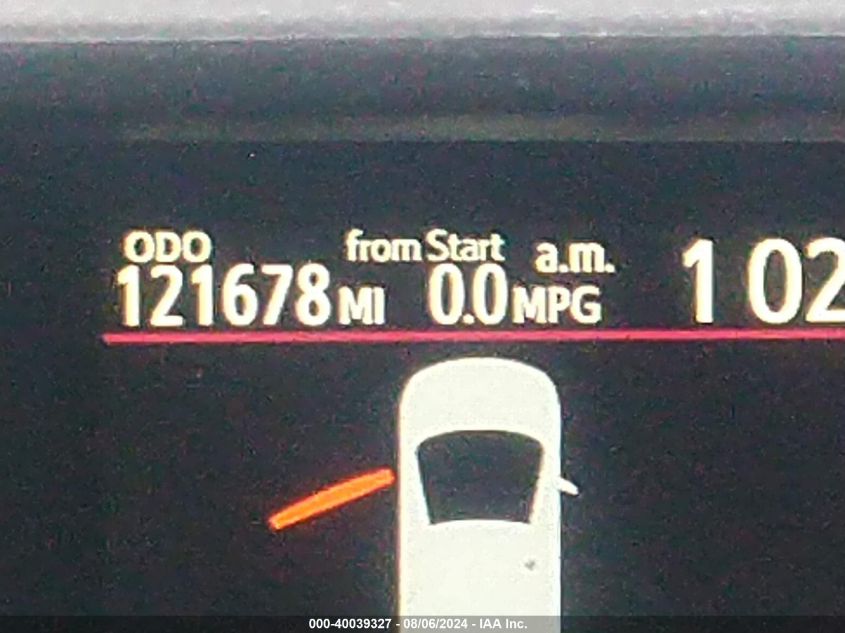 ODO from Start a.m. 1 02
121678 MI 0.0 MPG
000-40039327 - 08/06/2024 - IAA Inc.